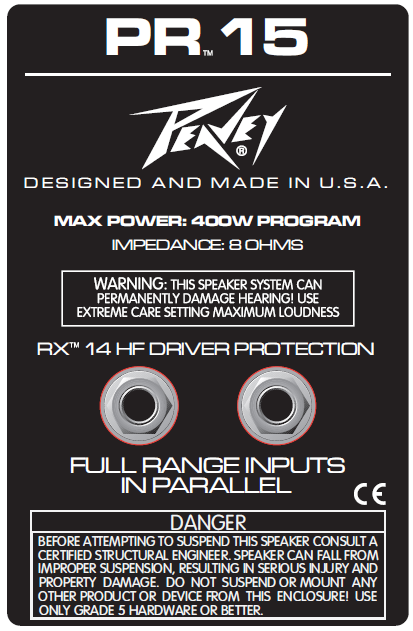 PR™ 15
PEAVEY®
DESIGNED AND MADE IN U.S.A.
MAX POWER: 400W PROGRAM
IMPEDANCE: 8 OHMS
WARNING: THIS SPEAKER SYSTEM CAN
PERMANENTLY DAMAGE HEARING! USE
EXTREME CARE SETTING MAXIMUM LOUDNESS
RX™ 14 HF DRIVER PROTECTION
FULL RANGE INPUTS
IN PARALLEL
CE
DANGER
BEFORE ATTEMPTING TO SUSPEND THIS SPEAKER CONSULT A
CERTIFIED STRUCTURAL ENGINEER. SPEAKER CAN FALL FROM
IMPROPER SUSPENSION, RESULTING IN SERIOUS INJURY AND
PROPERTY DAMAGE. DO NOT SUSPEND OR MOUNT ANY
OTHER PRODUCT OR DEVICE FROM THIS ENCLOSURE! USE
ONLY GRADE 5 HARDWARE OR BETTER.